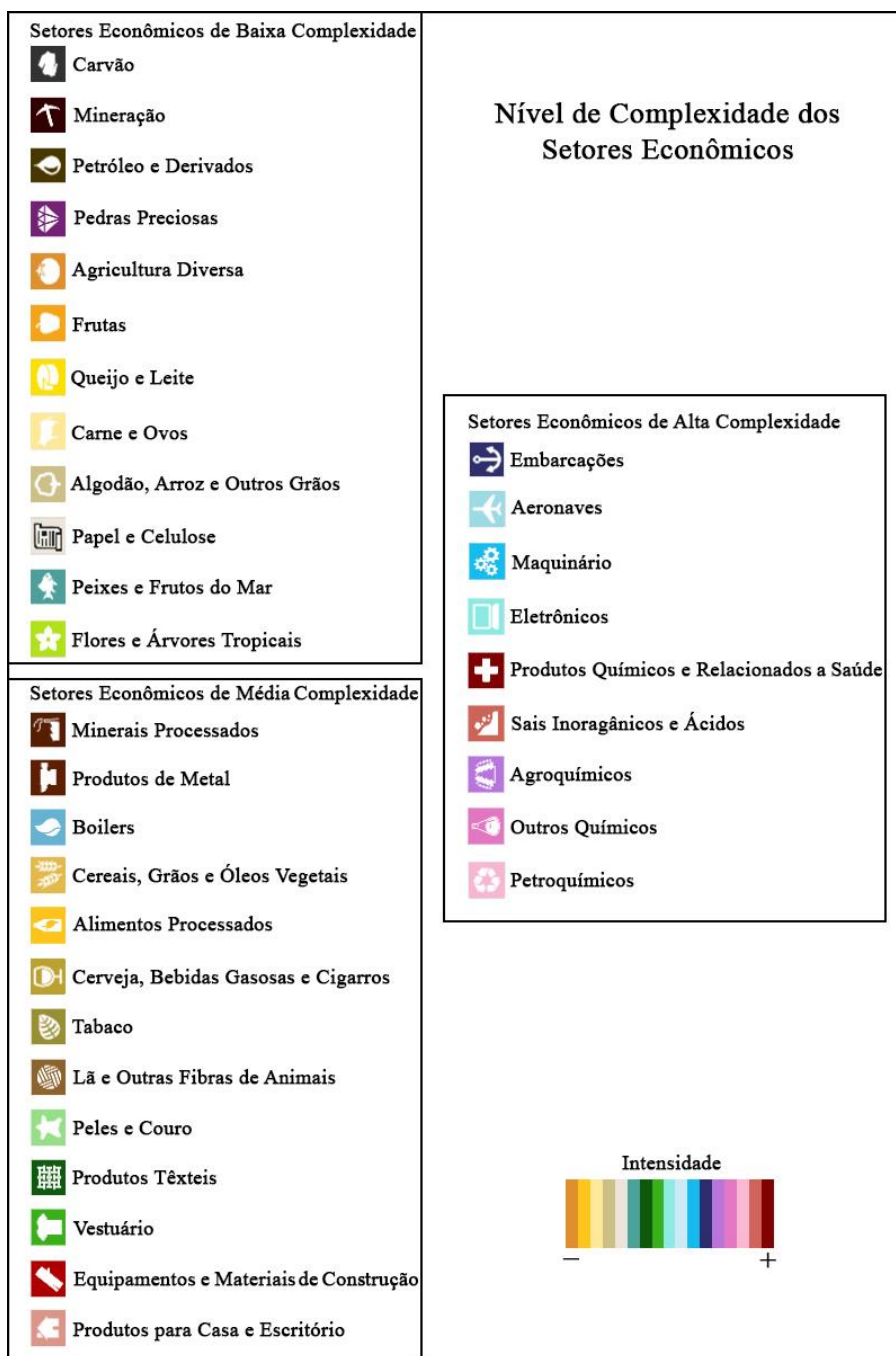 Setores Econômicos de Baixa Complexidade
Carvão
Mineração
Petróleo e Derivados
Pedras Preciosas
Agricultura Diversa
Frutas
Queijo e Leite
Carne e Ovos
Algodão, Arroz e Outros Grãos
Papel e Celulose
Peixes e Frutos do Mar
Flores e Árvores Tropicais
Setores Econômicos de Média Complexidade
Minerais Processados
Produtos de Metal
Boilers
Cereais, Grãos e Óleos Vegetais
Alimentos Processados
Cerveja, Bebidas Gasosas e Cigarros
Tabaco
Lã e Outras Fibras de Animais
Peles e Couro
Produtos Têxteis
Vestuário
Equipamentos e Materiais de Construção
Produtos para Casa e Escritório
Nível de Complexidade dos
Setores Econômicos
Setores Econômicos de Alta Complexidade
Embarcações
Aeronaves
Maquinário
Eletrônicos
Produtos Químicos e Relacionados a Saúde
Sais Inoragânicos e Ácidos
Agroquímicos
Outros Químicos
Petroquímicos
Intensidade
− +